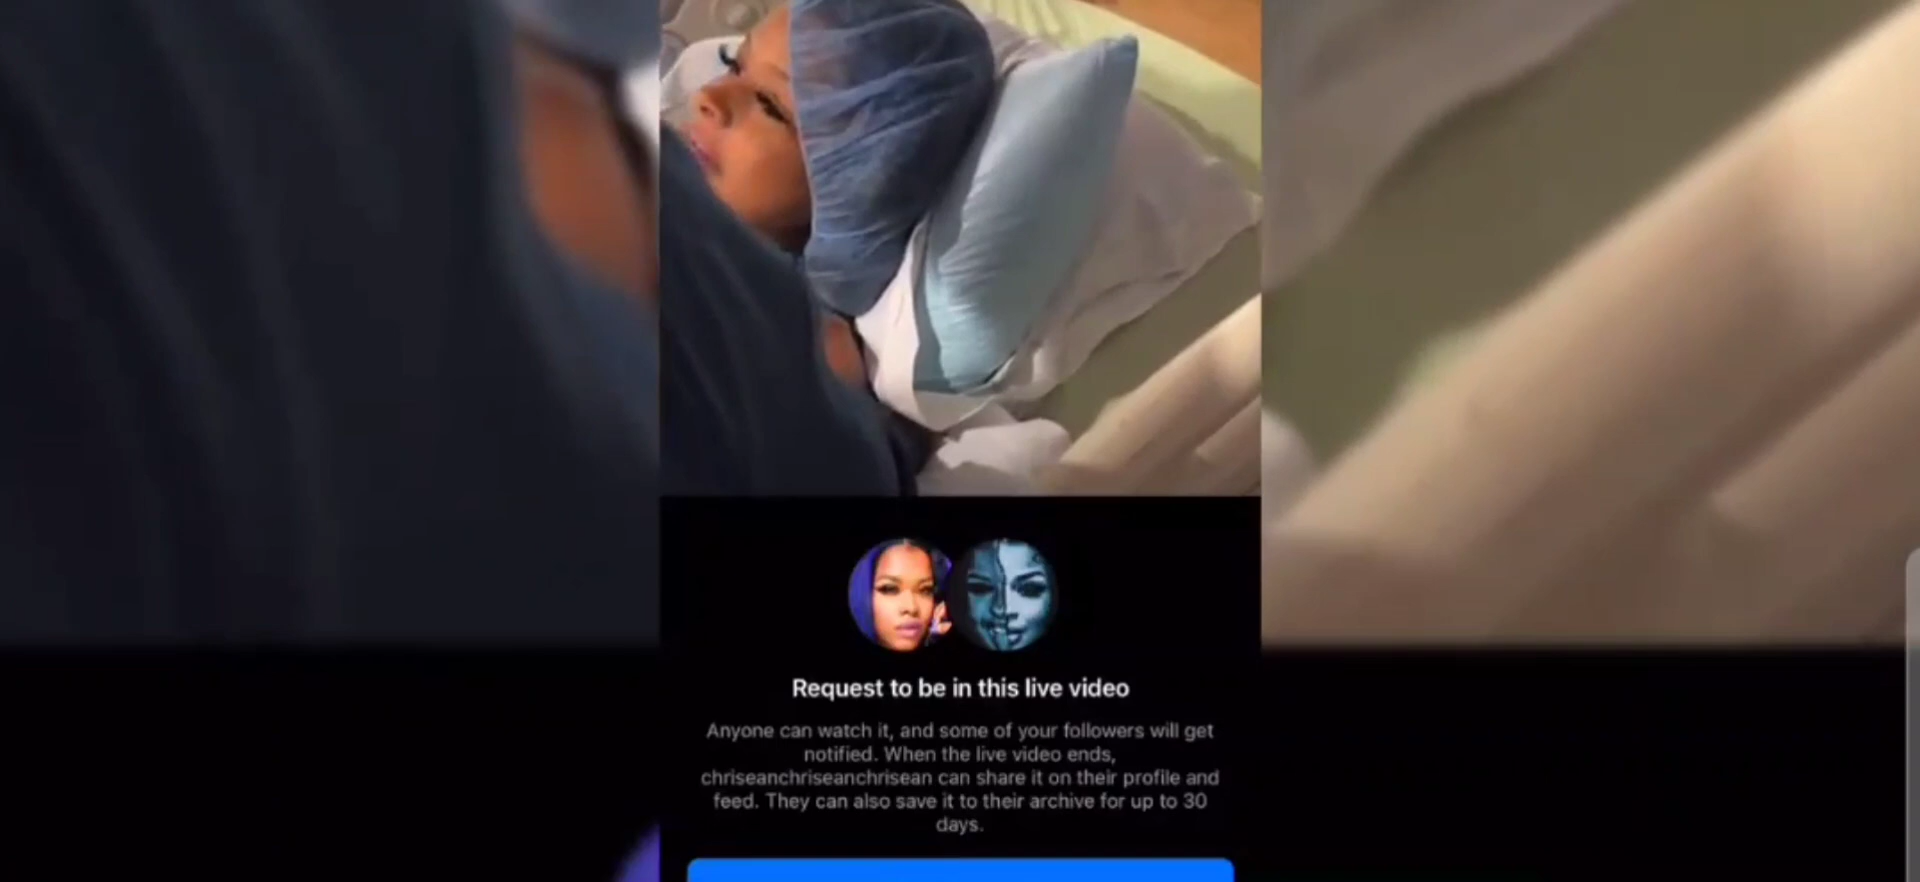 Request to be in this live video
Anyone can watch it, and some of your followers will get
notified. When the live video ends,
chriseanchriseanchrisean can share it on their profile and
feed. They can also save it to their archive for up to 30
days.